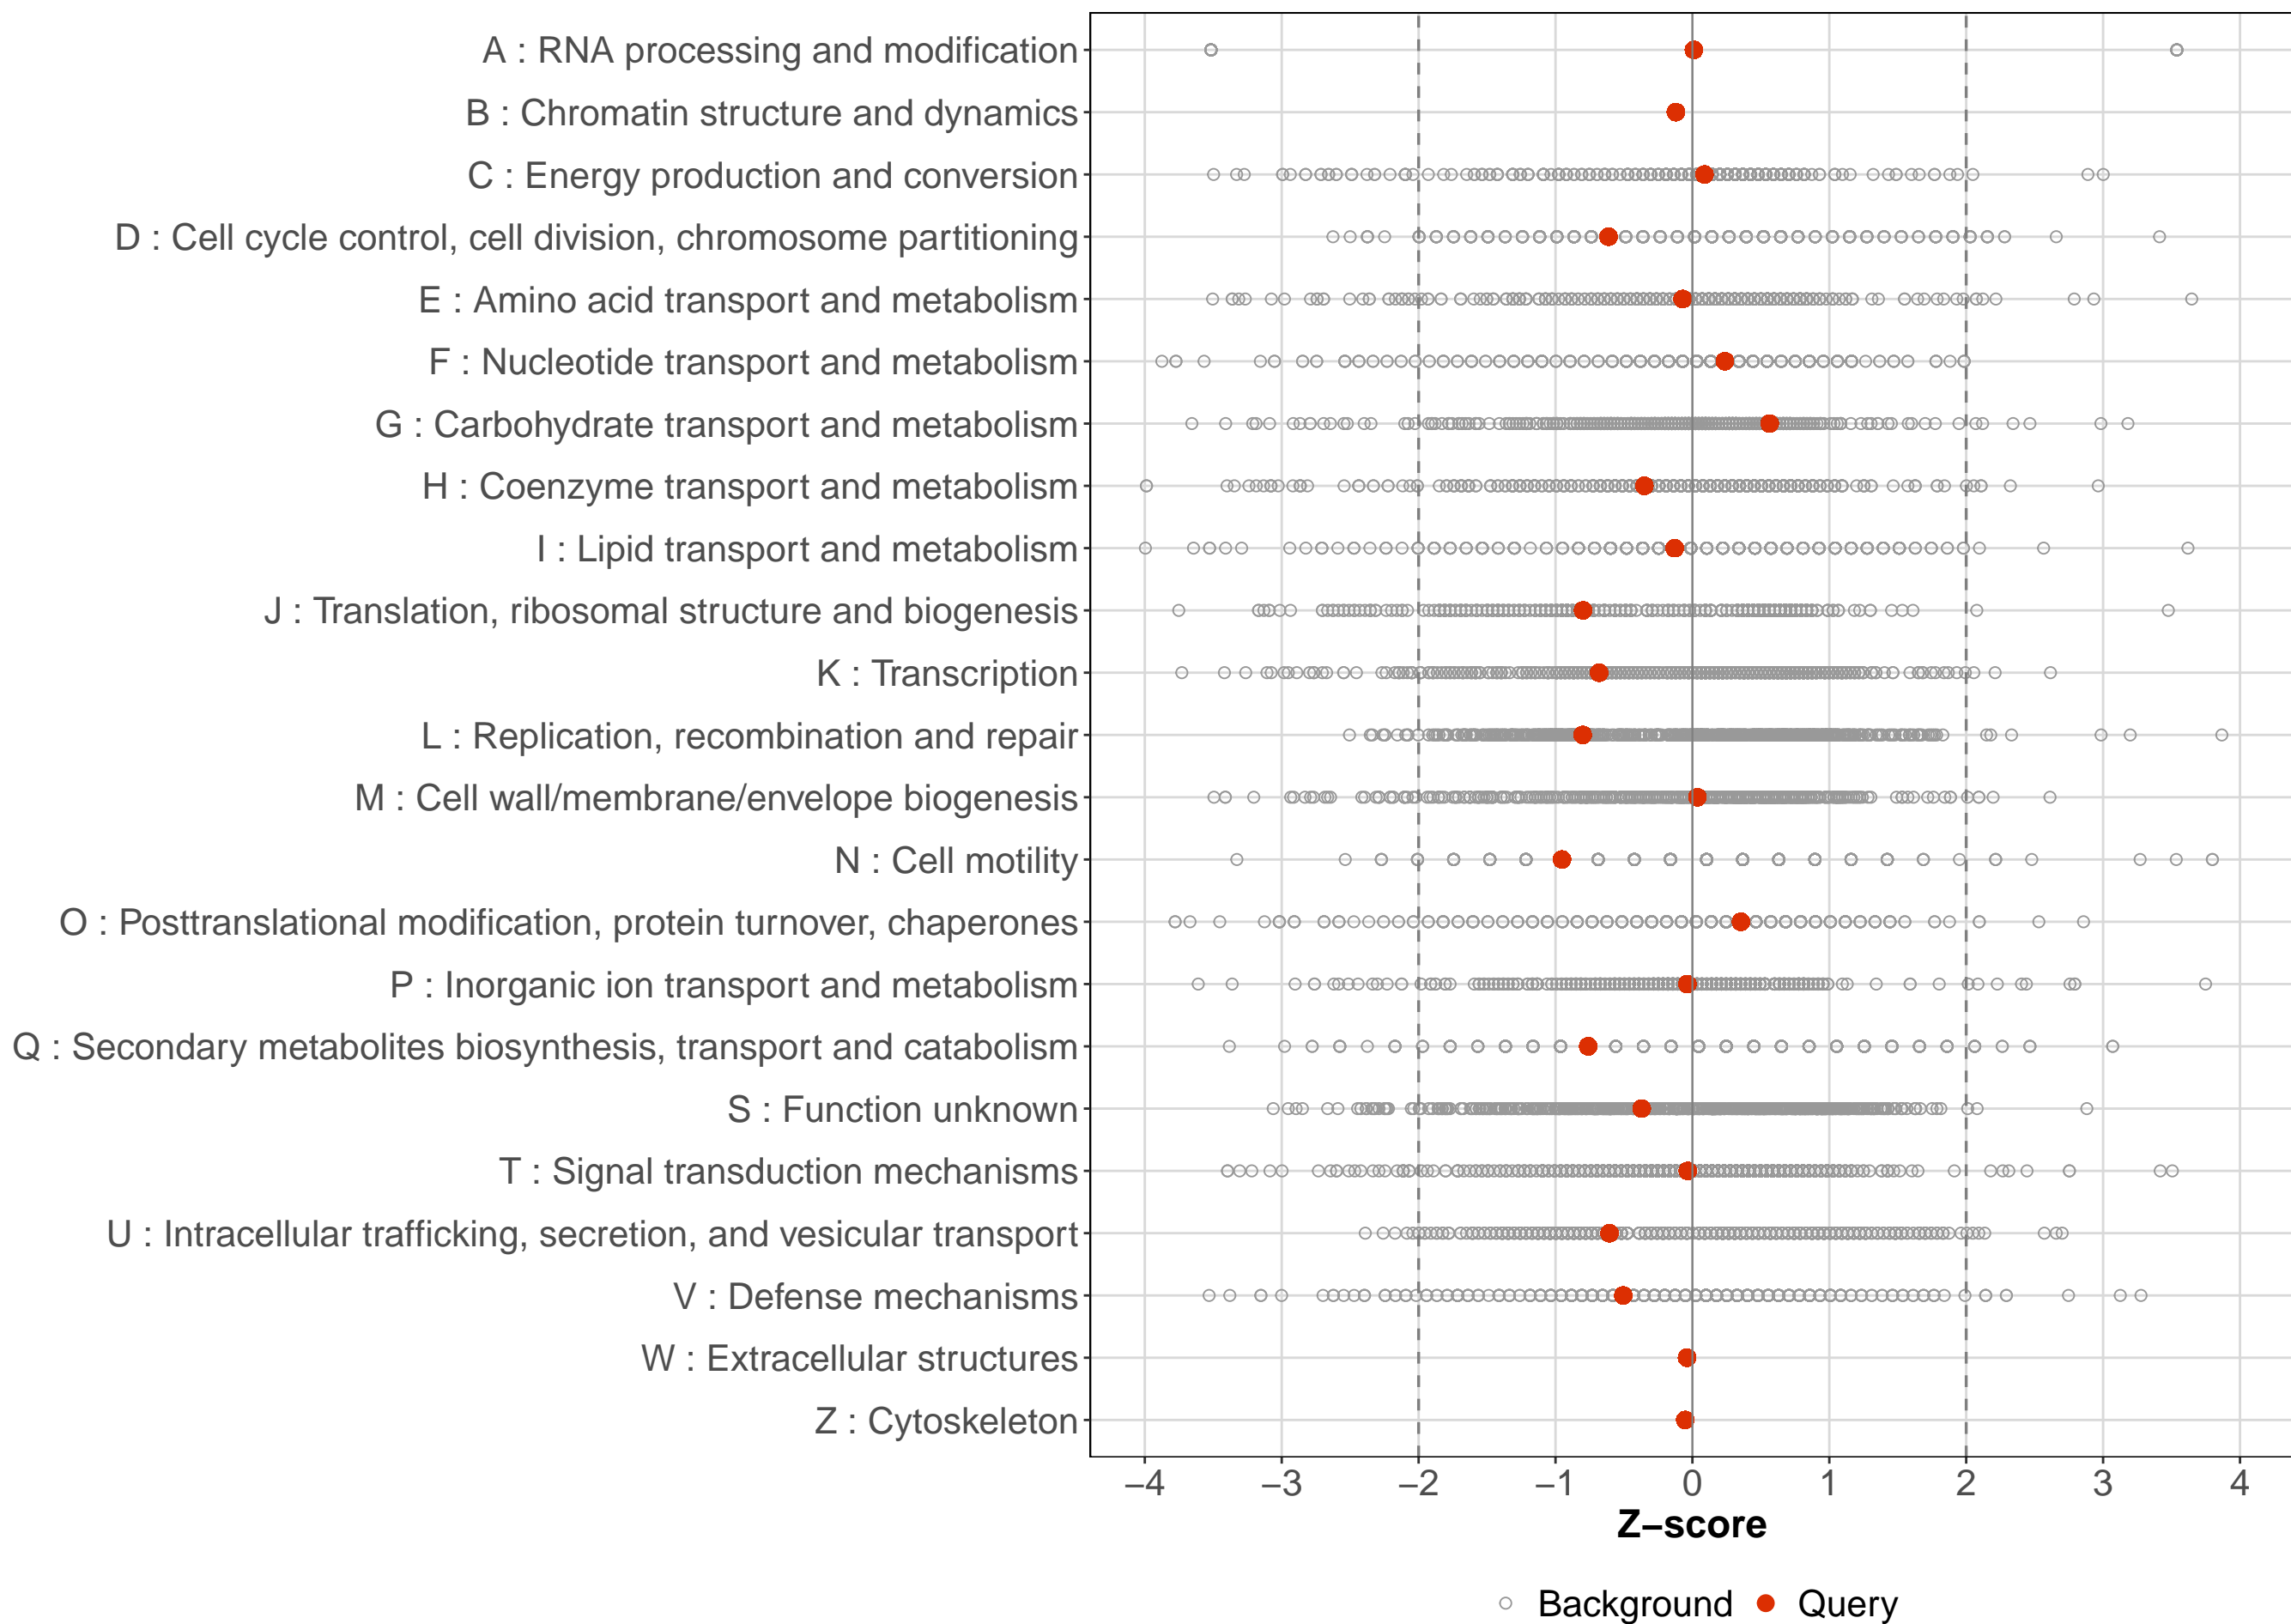 A : RNA processing and modification
B : Chromatin structure and dynamics
C : Energy production and conversion
D : Cell cycle control, cell division, chromosome partitioning
E : Amino acid transport and metabolism
F : Nucleotide transport and metabolism
G : Carbohydrate transport and metabolism
H : Coenzyme transport and metabolism
I : Lipid transport and metabolism
J : Translation, ribosomal structure and biogenesis
K : Transcription
L : Replication, recombination and repair
M : Cell wall/membrane/envelope biogenesis
N : Cell motility
O : Posttranslational modification, protein turnover, chaperones
P : Inorganic ion transport and metabolism
Q : Secondary metabolites biosynthesis, transport and catabolism
S : Function unknown
T : Signal transduction mechanisms
U : Intracellular trafficking, secretion, and vesicular transport
V : Defense mechanisms
W : Extracellular structures
Z : Cytoskeleton
−4 −3 −2 −1 0 1 2 3 4
Z−score
Background Query